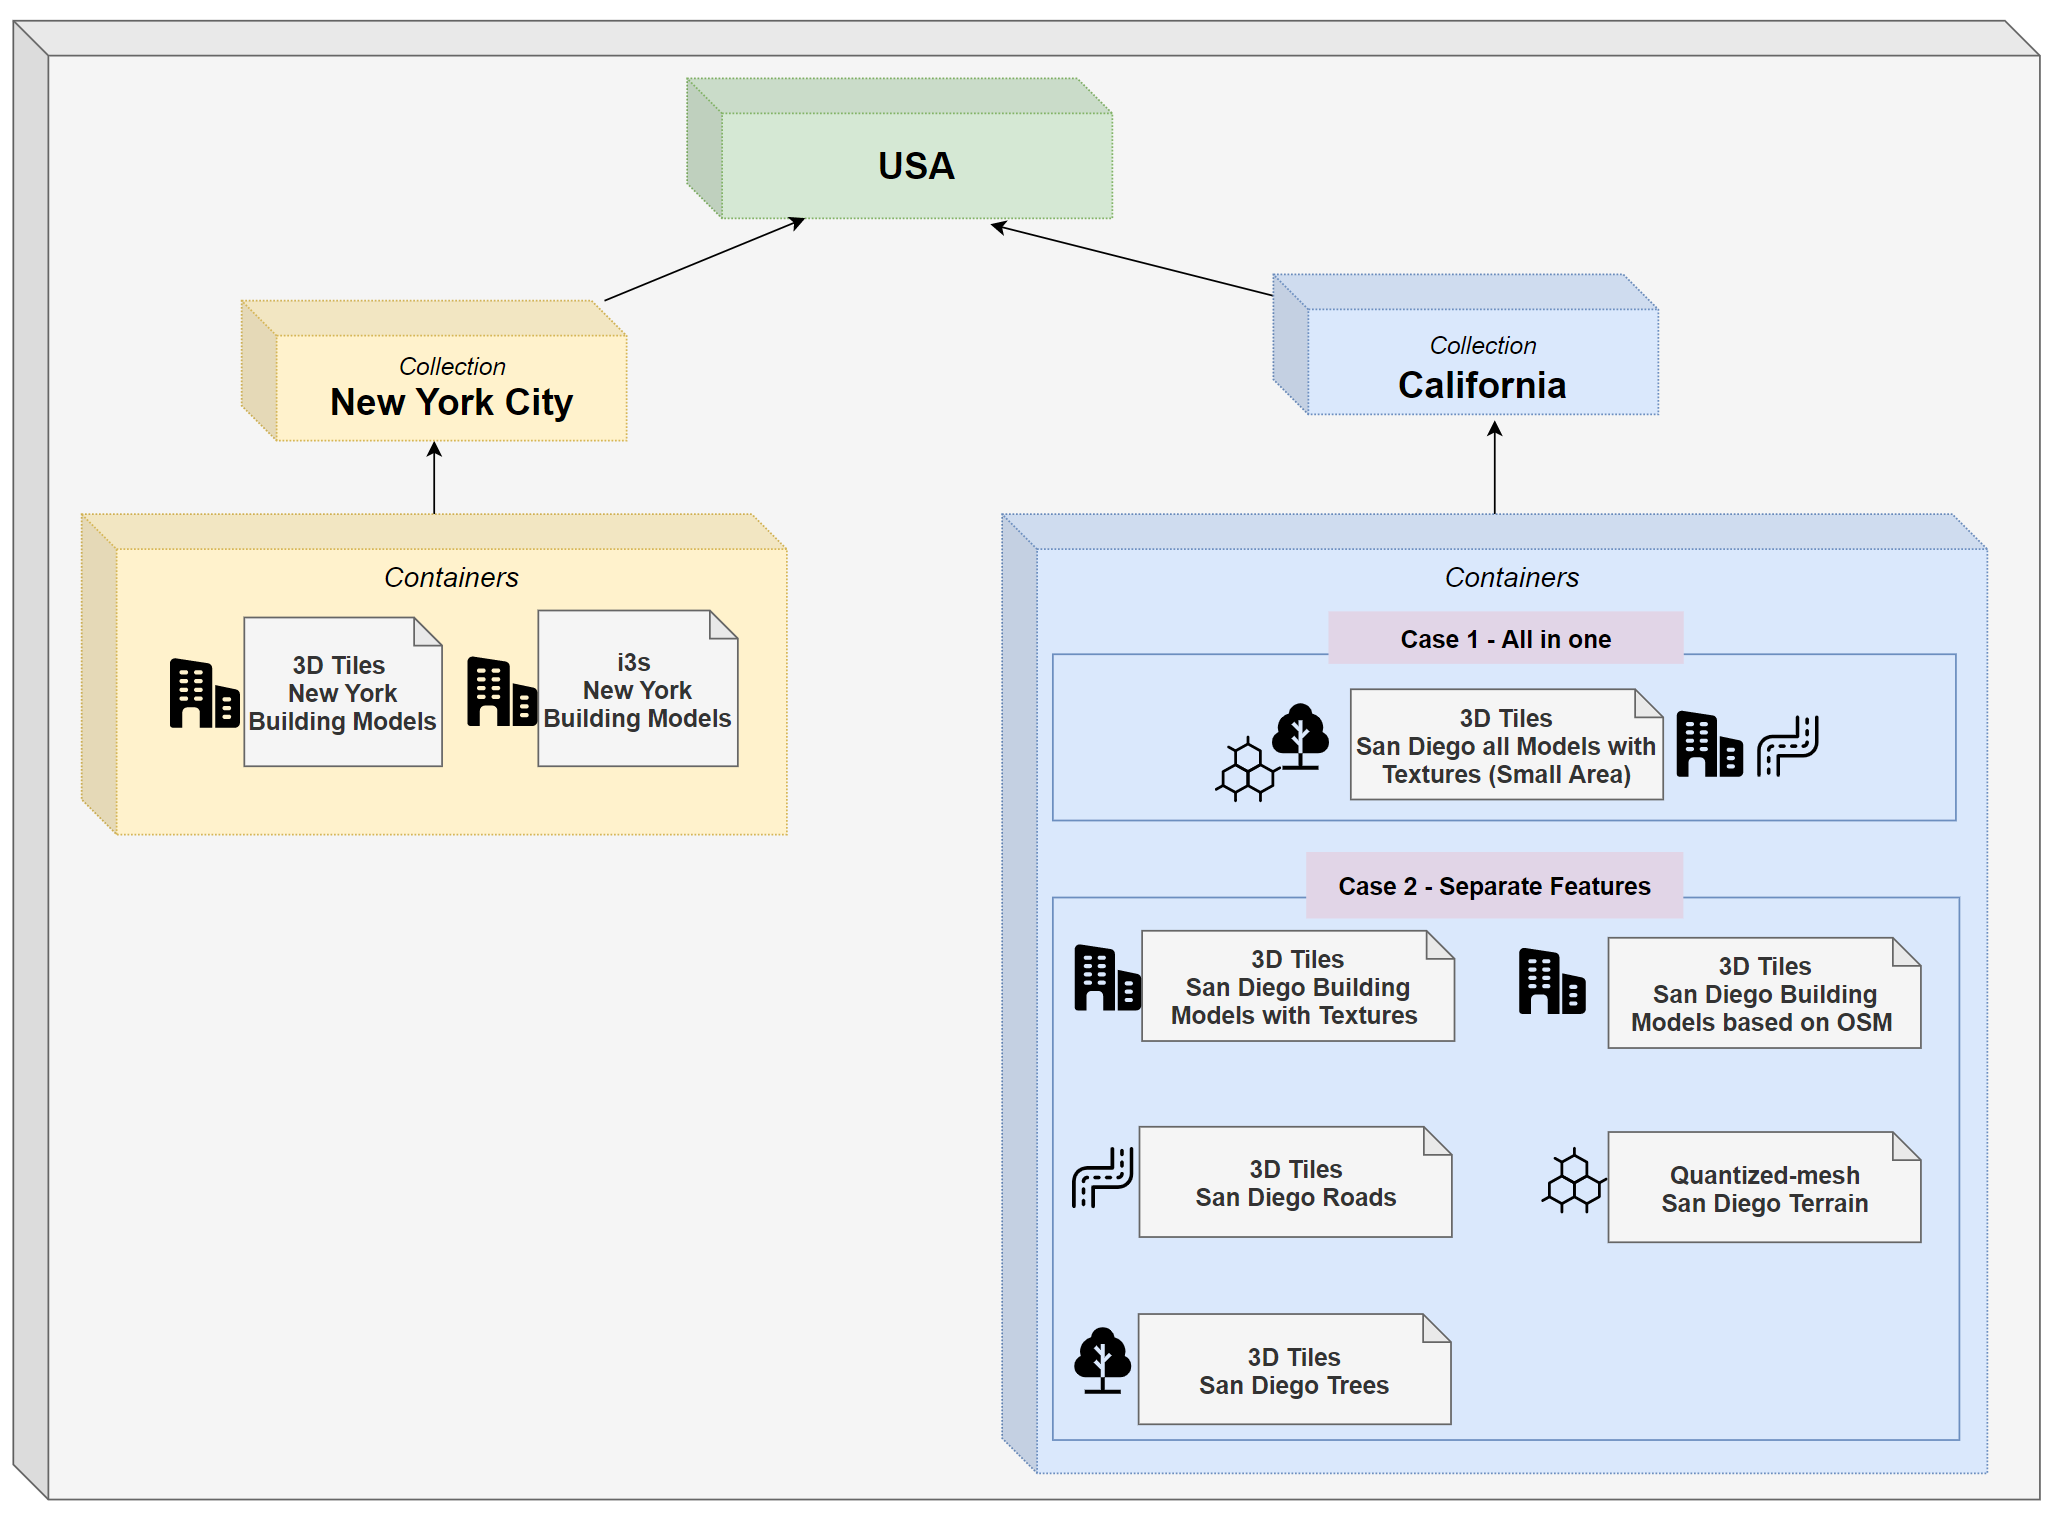 USA
Collection
New York City
Collection
California
Containers
3D Tiles
New York
Building Models
i3s
New York
Building Models
Containers
Case 1 - All in one
3D Tiles
San Diego all Models with
Textures (Small Area)
Case 2 - Separate Features
3D Tiles
San Diego Building
Models with Textures
3D Tiles
San Diego Building
Models based on OSM
3D Tiles
San Diego Roads
Quantized-mesh
San Diego Terrain
3D Tiles
San Diego Trees